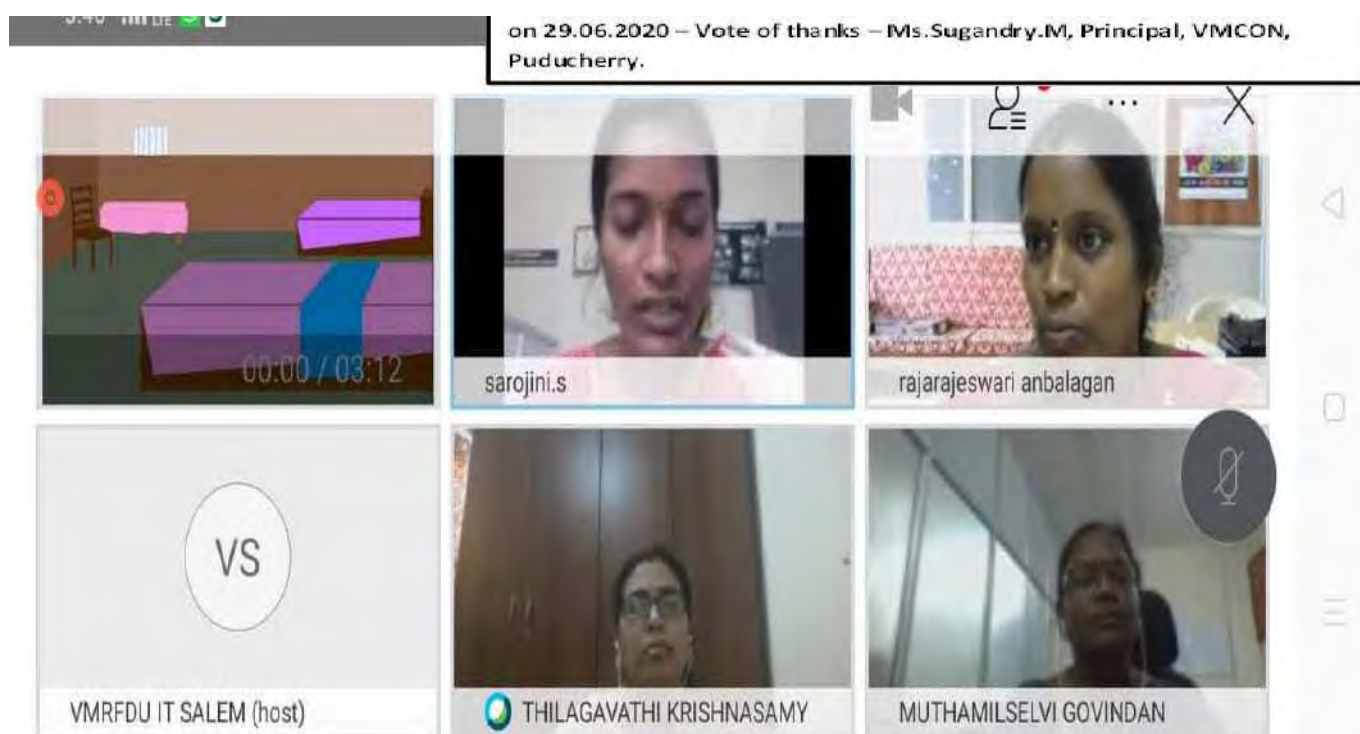 on 29.06.2020 – Vote of thanks – Ms.Sugandry.M, Principal, VMCON,
Puducherry.
LTE
00:00 / 03:12
sarojini.s
rajarajeswari anbalagan
VS
VMRFDU IT SALEM (host)
THILAGAVATHI KRISHNASAMY
MUTHAMILSELVI GOVINDAN